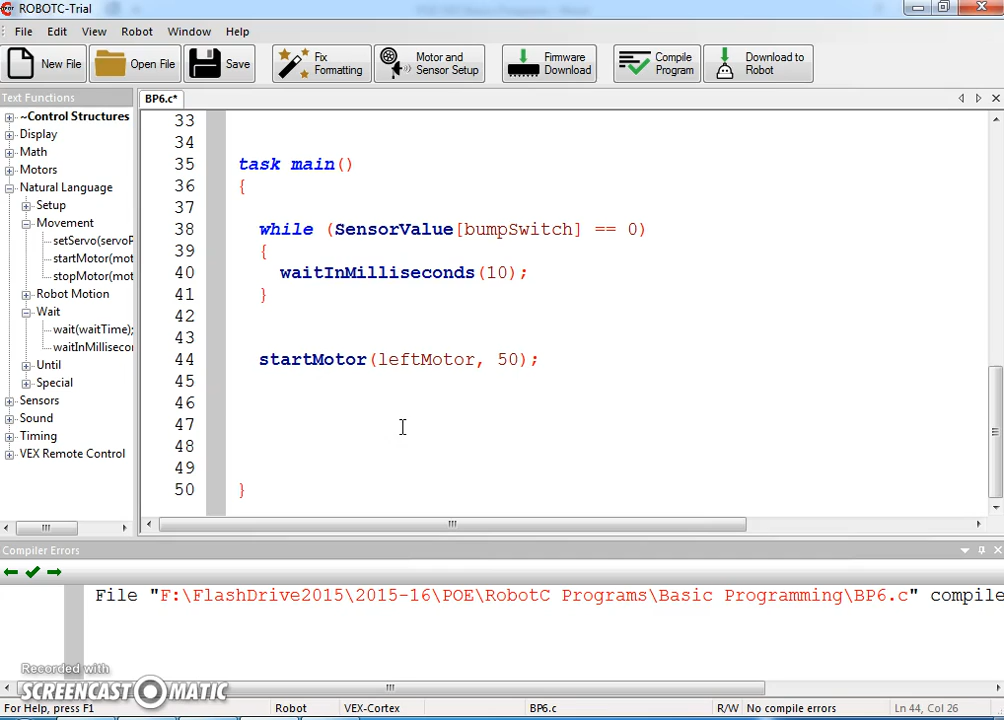 ROBOTC-Trial
File Edit View Robot Window Help
New File Open File Save Fix Formatting Motor and Sensor Setup Firmware Download Compile Program Download to Robot
Text Functions
BP6.c*
~Control Structures
Display
Math
Motors
Natural Language
Setup
Movement
setServo(servoP
startMotor(mot
stopMotor(mot
Robot Motion
Wait
wait(waitTime);
waitInMillisecor
Until
Special
Sensors
Sound
Timing
VEX Remote Control
33
34
35 task main()
36 {
37
38 while (SensorValue[bumpSwitch] == 0)
39 {
40 waitInMilliseconds(10);
41 }
42
43
44 startMotor(leftMotor, 50);
45
46
47
48
49
50 }
Compiler Errors
File "F:\FlashDrive2015\2015-16\POE\RobotC Programs\Basic Programming\BP6.c" compile
Recorded with
SCREENCAST MATIC
For Help, press F1 Robot VEX-Cortex BP6.c R/W No compile errors Ln 44, Col 26